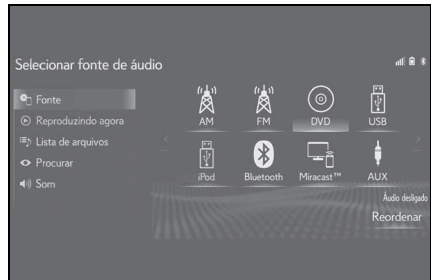 Selecionar fonte de áudio
Fonte
Reproduzindo agora
Lista de arquivos
Procurar
Som
AM
FM
DVD
USB
iPod
Bluetooth
Miracast™
AUX
Áudio desligado
Reordenar